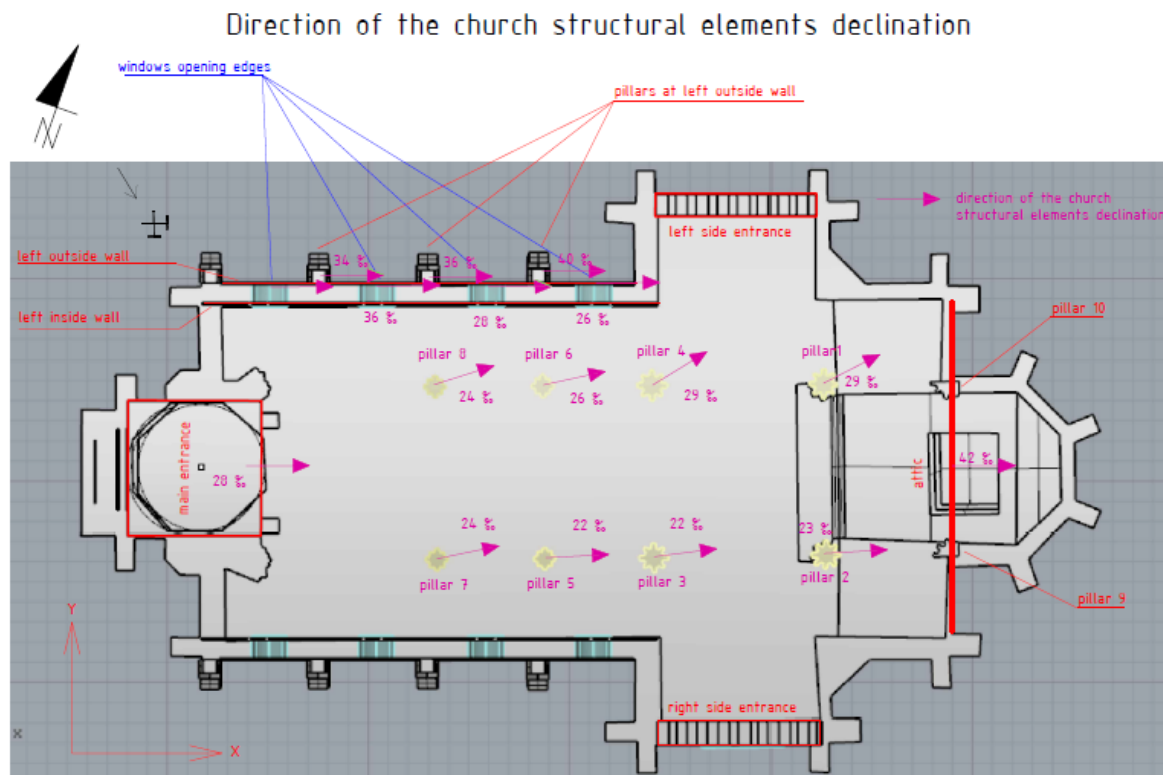 Direction of the church structural elements declination
windows opening edges
pillars at left outside wall
N
direction of the church
structural elements declination
left side entrance
left outside wall
34 ‰
36 ‰
40 ‰
left inside wall
36 ‰
28 ‰
26 ‰
pillar 10
pillar 8
pillar 6
pillar 4
pillar1
24 ‰
26 ‰
29 ‰
29 ‰
main entrance
28 ‰
attic
42 ‰
24 ‰
22 ‰
22 ‰
23 ‰
pillar 7
pillar 5
pillar 3
pillar 2
pillar 9
Y
X
right side entrance
x